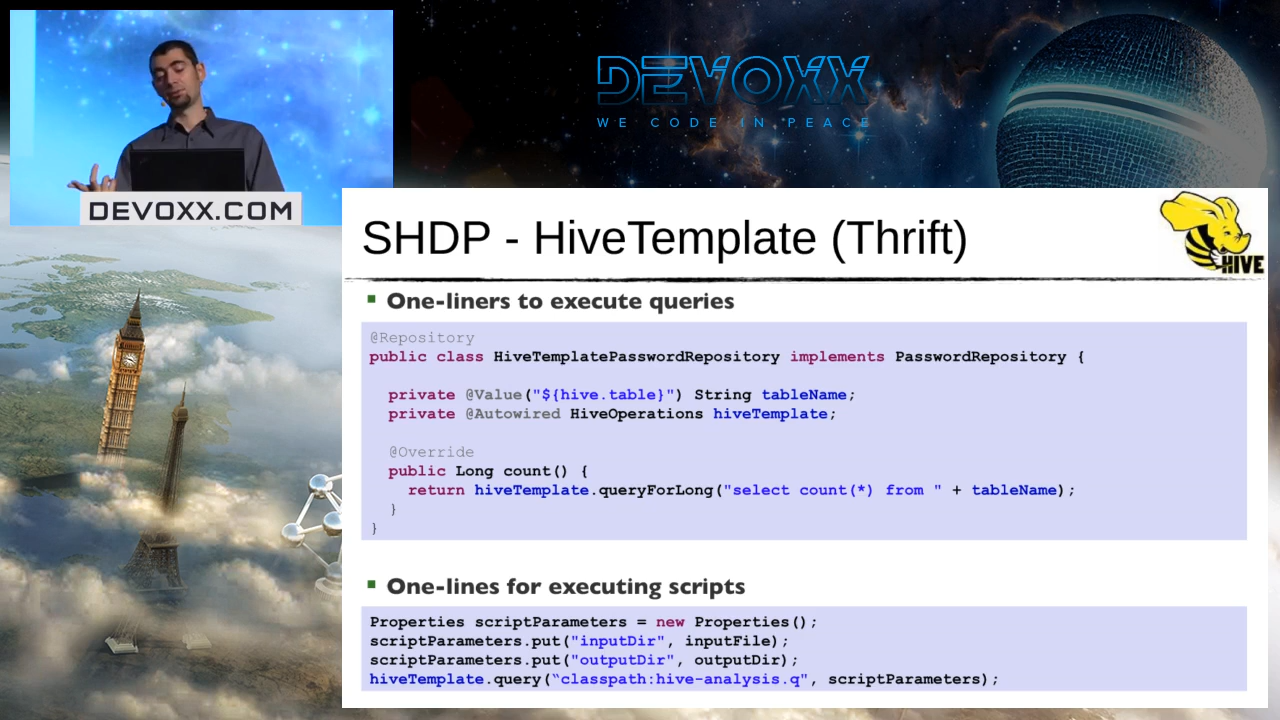 DEVOXX
WE CODE IN PEACE
DEVOXX.COM
SHDP - HiveTemplate (Thrift)
HIVE
One-liners to execute queries
@Repository
public class HiveTemplatePasswordRepository implements PasswordRepository {
private @Value("${hive.table}") String tableName;
private @Autowired HiveOperations hiveTemplate;
@Override
public Long count() {
return hiveTemplate.queryForLong("select count(*) from " + tableName);
}
}
One-lines for executing scripts
Properties scriptParameters = new Properties();
scriptParameters.put("inputDir", inputFile);
scriptParameters.put("outputDir", outputDir);
hiveTemplate.query(“classpath:hive-analysis.q", scriptParameters);